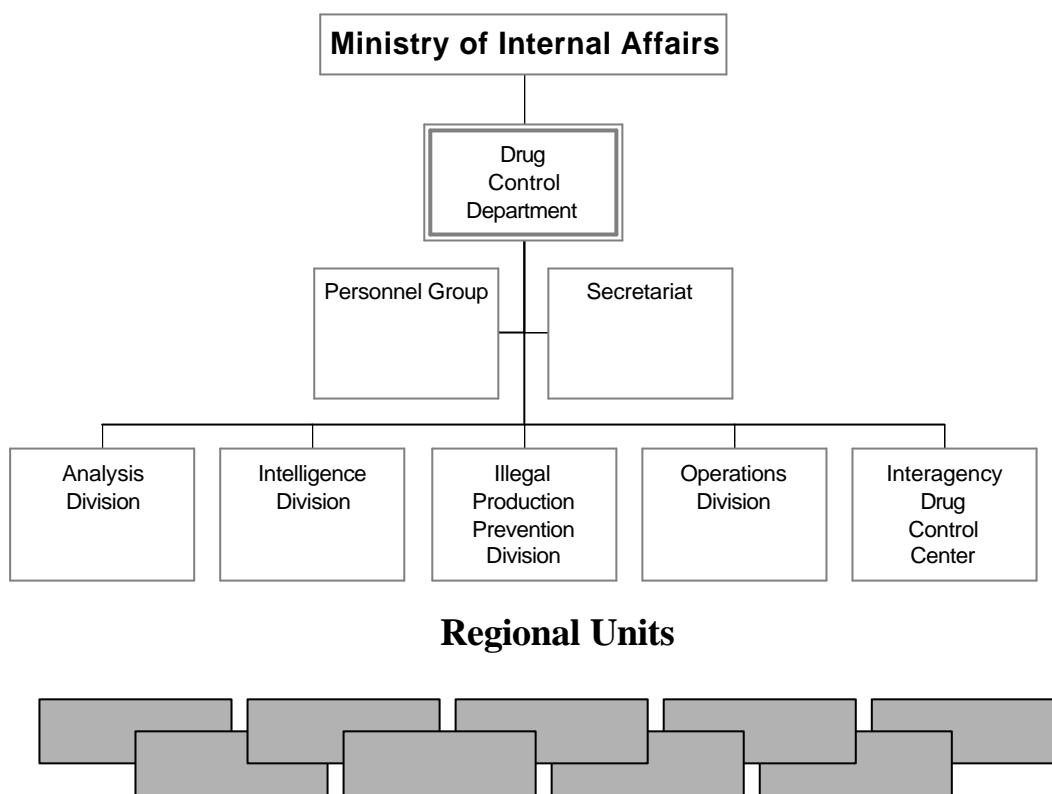 Ministry of Internal Affairs
Drug
Control
Department
Personnel Group
Secretariat
Analysis
Division
Intelligence
Division
Illegal
Production
Prevention
Division
Operations
Division
Interagency
Drug
Control
Center
Regional Units